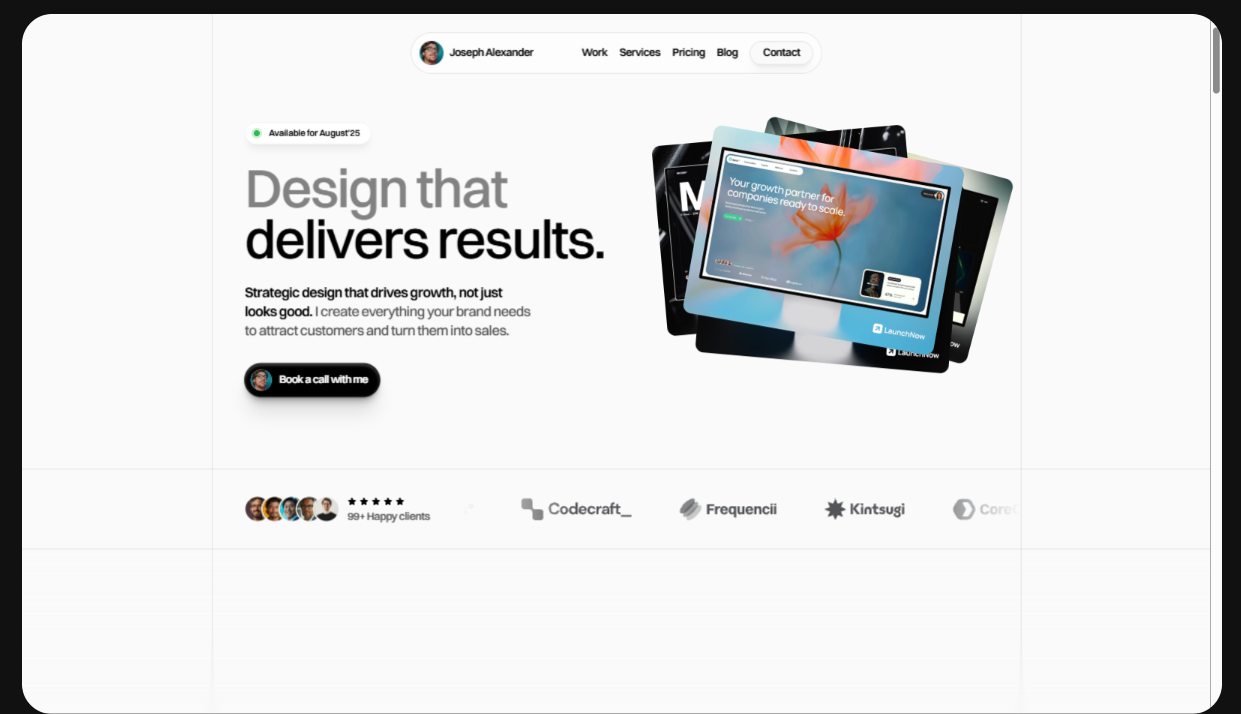 Joseph Alexander
Work
Services
Pricing
Blog
Contact
Available for August'25
Design that
delivers results.
Strategic design that drives growth, not just
looks good. I create everything your brand needs
to attract customers and turn them into sales.
Book a call with me
M
Your growth partner for
companies ready to scale.
LaunchNow
LaunchNow
99+ Happy clients
Codecraft_
Frequencii
Kintsugi
Core